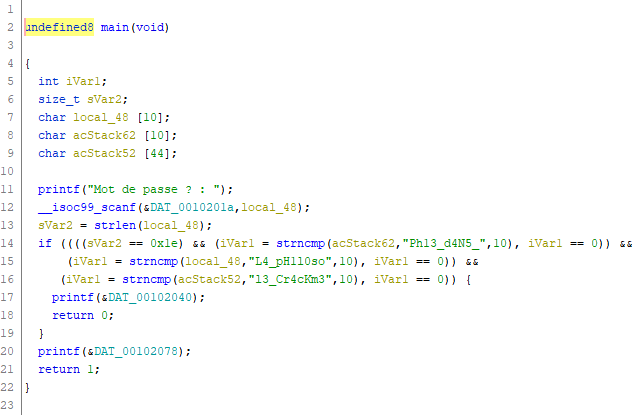 1
2 undefined8 main(void)
3
4 {
5 int iVar1;
6 size_t sVar2;
7 char local_48 [10];
8 char acStack62 [10];
9 char acStack52 [44];
10
11 printf("Mot de passe ? : ");
12 __isoc99_scanf(&DAT_0010201a,local_48);
13 sVar2 = strlen(local_48);
14 if ((((sVar2 == 0x1e) && (iVar1 = strncmp(acStack62,"Ph13_d4N5_",10), iVar1 == 0)) &&
15 (iVar1 = strncmp(local_48,"L4_pH1l0so",10), iVar1 == 0)) &&
16 (iVar1 = strncmp(acStack52,"l3_Cr4cKm3",10), iVar1 == 0)) {
17 printf(&DAT_00102040);
18 return 0;
19 }
20 printf(&DAT_00102078);
21 return 1;
22 }
23